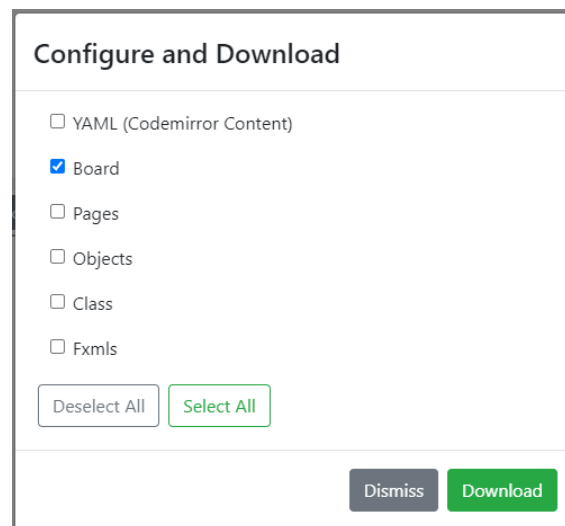 Configure and Download
YAML (Codemirror Content)
Board
Pages
Objects
Class
Fxmls
Deselect All Select All
Dismiss Download